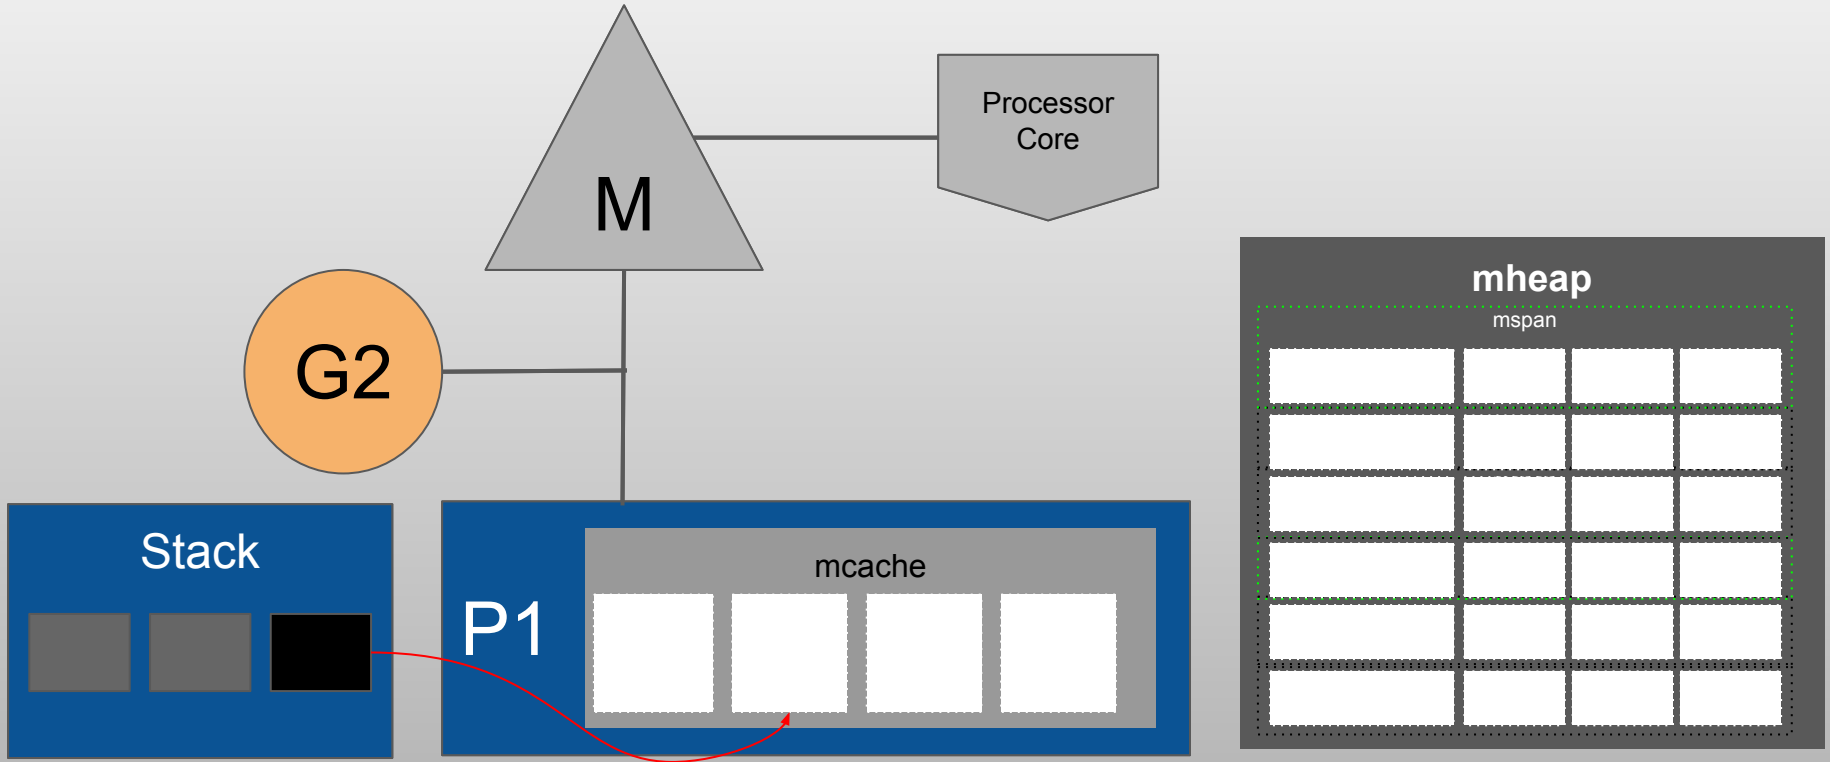 M
Processor
Core
G2
Stack
P1
mcache
mheap
mspan